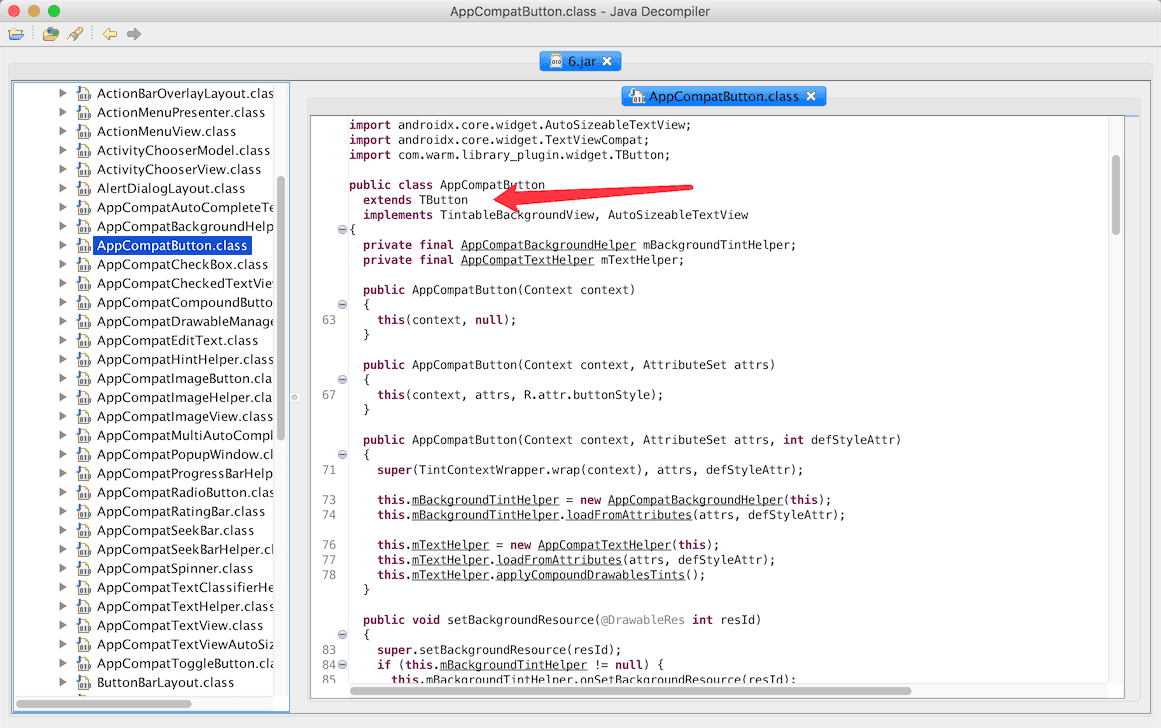 AppCompatButton.class - Java Decompiler
6.jar
ActionBarOverlayLayout.clas
ActionMenuPresenter.class
ActionMenuView.class
ActivityChooserModel.class
ActivityChooserView.class
AlertDialogLayout.class
AppCompatAutoCompleteTe
AppCompatBackgroundHelp
AppCompatButton.class
AppCompatCheckBox.class
AppCompatCheckedTextVie
AppCompatCompoundButto
AppCompatDrawableManage
AppCompatEditText.class
AppCompatHintHelper.class
AppCompatImageButton.cla
AppCompatImageHelper.cla
AppCompatImageView.class
AppCompatMultiAutoCompl
AppCompatPopupWindow.cl
AppCompatProgressBarHelp
AppCompatRadioButton.clas
AppCompatRatingBar.class
AppCompatSeekBar.class
AppCompatSeekBarHelper.cl
AppCompatSpinner.class
AppCompatTextClassifierHe
AppCompatTextHelper.class
AppCompatTextView.class
AppCompatTextViewAutoSiz
AppCompatToggleButton.cla
ButtonBarLayout.class
AppCompatButton.class
import androidx.core.widget.AutoSizeableTextView;
import androidx.core.widget.TextViewCompat;
import com.warm.library_plugin.widget.TButton;
public class AppCompatButton
extends TButton
implements TintableBackgroundView, AutoSizeableTextView
{
private final AppCompatBackgroundHelper mBackgroundTintHelper;
private final AppCompatTextHelper mTextHelper;
public AppCompatButton(Context context)
{
63 this(context, null);
}
public AppCompatButton(Context context, AttributeSet attrs)
{
67 this(context, attrs, R.attr.buttonStyle);
}
public AppCompatButton(Context context, AttributeSet attrs, int defStyleAttr)
{
71 super(TintContextWrapper.wrap(context), attrs, defStyleAttr);
73 this.mBackgroundTintHelper = new AppCompatBackgroundHelper(this);
74 this.mBackgroundTintHelper.loadFromAttributes(attrs, defStyleAttr);
76 this.mTextHelper = new AppCompatTextHelper(this);
77 this.mTextHelper.loadFromAttributes(attrs, defStyleAttr);
78 this.mTextHelper.applyCompoundDrawablesTints();
}
public void setBackgroundResource(@DrawableRes int resId)
{
83 super.setBackgroundResource(resId);
84 if (this.mBackgroundTintHelper != null) {
85 this.mBackgroundTintHelper.onSetBackgroundResource(resId);